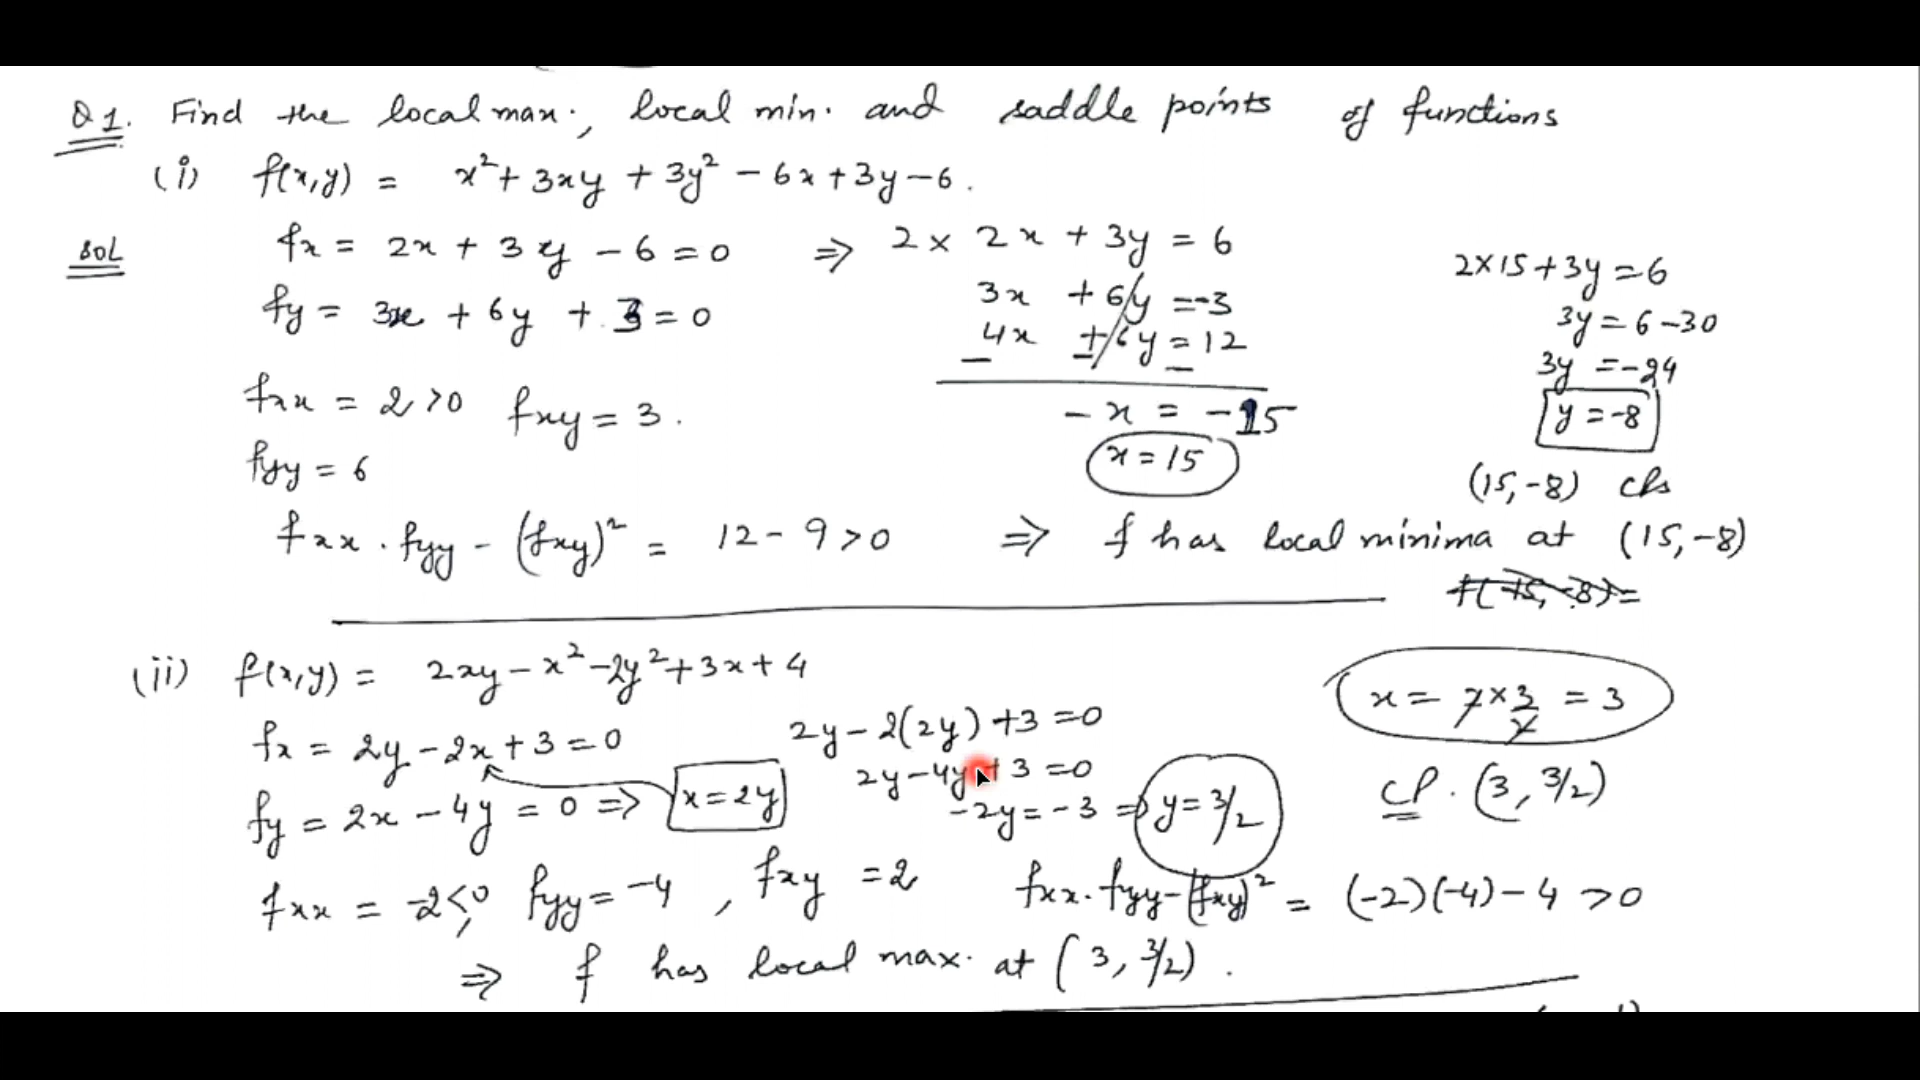 Q1. Find the local max., local min. and saddle points of functions
(i) f(x,y) = x²+ 3xy + 3y² - 6x+3y-6.
sol fx = 2x + 3y - 6 = 0 ⇒ 2× 2x + 3y = 6
fy = 3x + 6y + 3 = 0
3x + 6y = -3
4x + 6y = 12
- - -
- x = -15
x = 15
2×15+3y=6
3y = 6-30
3y = -24
y = -8
(15,-8) CPs
fxx = 2>0 fxy = 3.
fyy = 6
fxx . fyy - (fxy)² = 12 - 9 > 0 ⇒ f has local minima at (15,-8)
f(15,-8)=
(ii) f(x,y) = 2xy - x² -2y²+3x+4
fx = 2y - 2x + 3 = 0
fy = 2x - 4y = 0 ⇒ x = 2y
2y - 2(2y) +3 =0
2y-4y+3 =0
-2y = -3 ⇒ y = 3/2
x = 2×3/2 = 3
CP. (3, 3/2)
fxx = -2<0, fyy = -4, fxy = 2 fxx.fyy-(fxy)² = (-2)(-4)-4 >0
⇒ f has local max. at (3, 3/2).